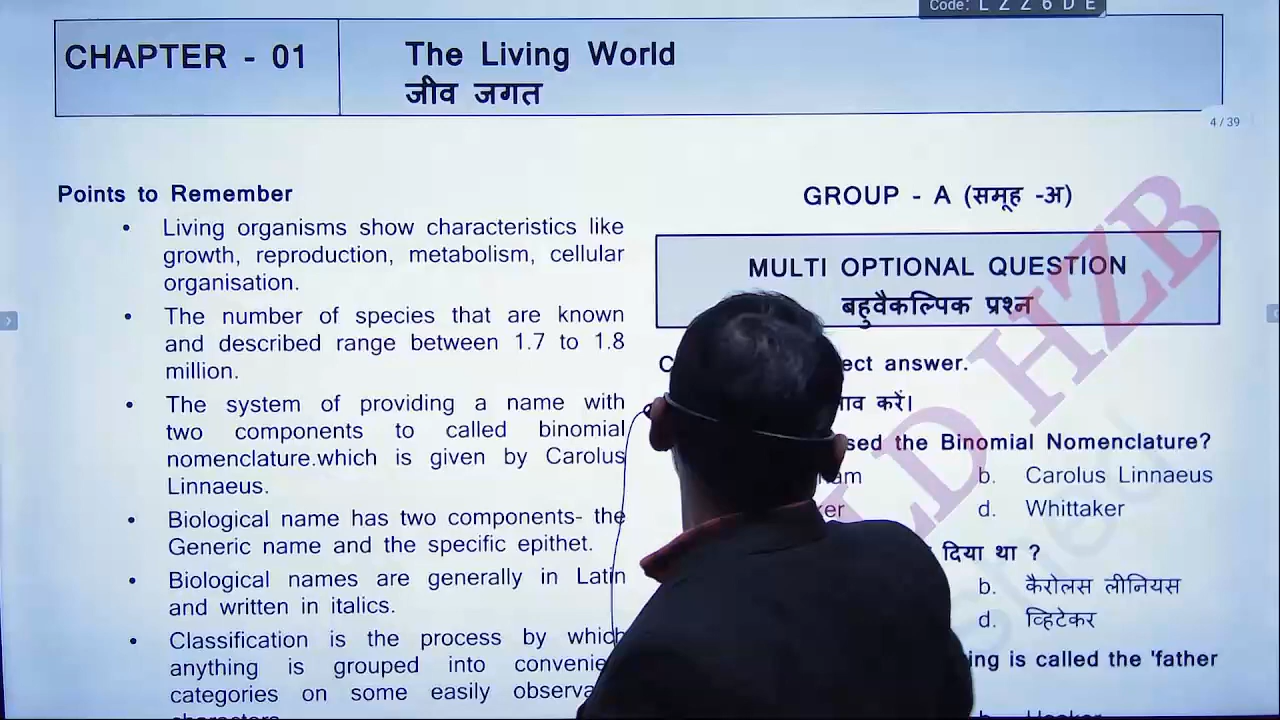 Code: L Z Z 6 D E
CHAPTER - 01
The Living World
जीव जगत
4 / 39
Points to Remember
• Living organisms show characteristics like
growth, reproduction, metabolism, cellular
organisation.
• The number of species that are known
and described range between 1.7 to 1.8
million.
• The system of providing a name with
two components to called binomial
nomenclature.which is given by Carolus
Linnaeus.
• Biological name has two components- the
Generic name and the specific epithet.
• Biological names are generally in Latin
and written in italics.
• Classification is the process by which
anything is grouped into
categories on some easily
GROUP - A (समूह -अ)
MULTI OPTIONAL QUESTION
बहुवैकल्पिक प्रश्न
answer.
करें।
the Binomial Nomenclature?
b. Carolus Linnaeus
d. Whittaker
दिया था ?
b. कैरोलस लीनियस
d. व्हिटेकर
is called the 'father
HZB